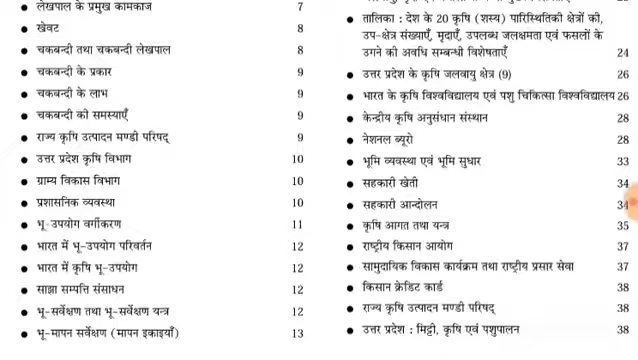 लेखपाल के प्रमुख कामकाज 7
● खेवट 8
● चकबन्दी तथा चकबन्दी लेखपाल 8
● चकबन्दी के प्रकार 9
● चकबन्दी के लाभ 9
● चकबन्दी की समस्याएँ 9
● राज्य कृषि उत्पादन मण्डी परिषद् 9
● उत्तर प्रदेश कृषि विभाग 10
● ग्राम्य विकास विभाग 10
● प्रशासनिक व्यवस्था 10
● भू-उपयोग वर्गीकरण 11
● भारत में भू-उपयोग परिवर्तन 12
● भारत में कृषि भू-उपयोग 12
● साझा सम्पत्ति संसाधन 12
● भू-सर्वेक्षण तथा भू-सर्वेक्षण यन्त्र 12
● भू-मापन सर्वेक्षण (मापन इकाइयाँ) 13
● तालिका : देश के 20 कृषि (शस्य) पारिस्थितिकी क्षेत्रों की,
उप-क्षेत्र संख्याएँ, मृदाएँ, उपलब्ध जलक्षमता एवं फसलों के
उगने की अवधि सम्बन्धी विशेषताएँ 24
● उत्तर प्रदेश के कृषि जलवायु क्षेत्र (9) 26
● भारत के कृषि विश्वविद्यालय एवं पशु चिकित्सा विश्वविद्यालय 26
● केन्द्रीय कृषि अनुसंधान संस्थान 28
● नेशनल ब्यूरो 28
● भूमि व्यवस्था एवं भूमि सुधार 33
● सहकारी खेती 34
● सहकारी आन्दोलन 34
● कृषि आगत तथा यन्त्र 35
● राष्ट्रीय किसान आयोग 37
● सामुदायिक विकास कार्यक्रम तथा राष्ट्रीय प्रसार सेवा 37
● किसान क्रेडिट कार्ड 38
● राज्य कृषि उत्पादन मण्डी परिषद् 38
● उत्तर प्रदेश : मिट्टी, कृषि एवं पशुपालन 38